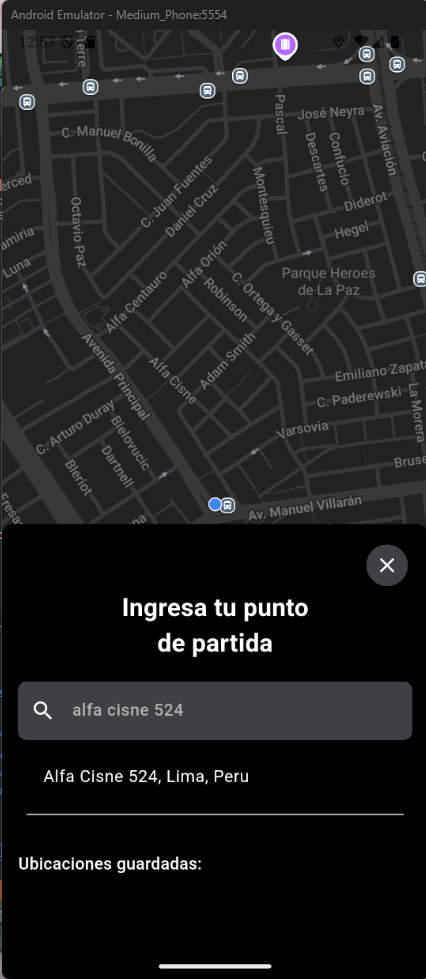 Android Emulator - Medium_Phone:5554
12:57
Terre
Pascal
José Neyra
Av. Aviación
C. Manuel Bonilla
Descartes
Confucio
erced
C. Juan Fuentes
Daniel Cruz
Montesquieu
Diderot
Octavio Paz
Hegel
amiria
Luna
Alfa Orión
Parque Heroes
de La Paz
Alfa Centauro
Robinson
C. Ortega y Gasset
Avenida Principal
Adam Smith
Alfa Cisne
Emiliano Zapata
C. Paderewski
La Morera
C. Arturo Duray
Bielovucic
Varsovia
Dartnell
Bleriot
Bruse
Fresa
Av. Manuel Villarán
Ingresa tu punto
de partida
alfa cisne 524
Alfa Cisne 524, Lima, Peru
Ubicaciones guardadas: